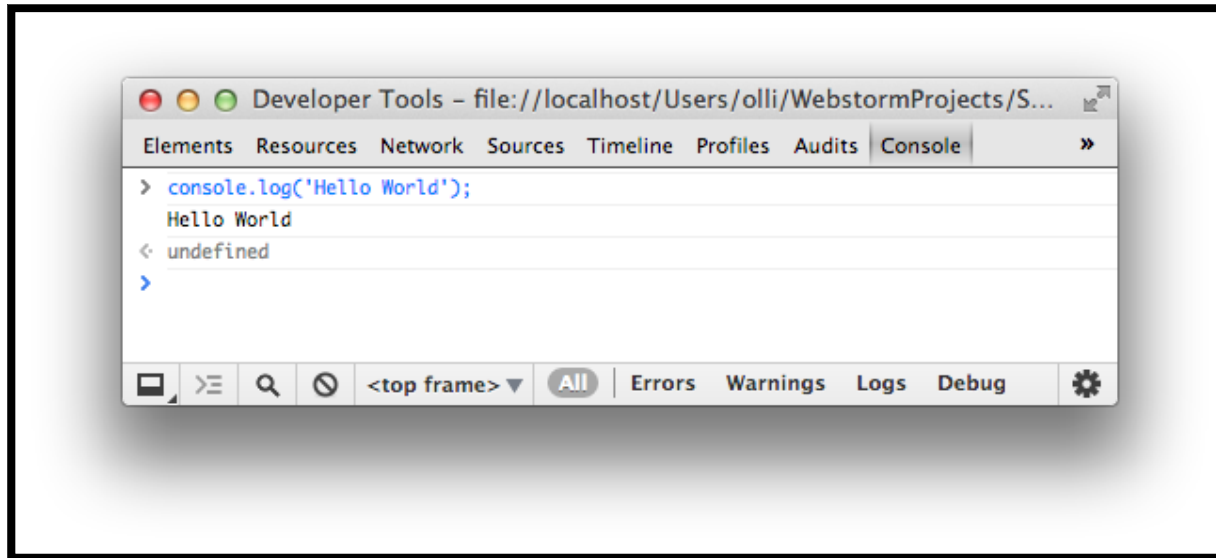 Developer Tools – file://localhost/Users/olli/WebstormProjects/S...
Elements Resources Network Sources Timeline Profiles Audits Console »
> console.log('Hello World');
Hello World
undefined
>
<top frame> All Errors Warnings Logs Debug